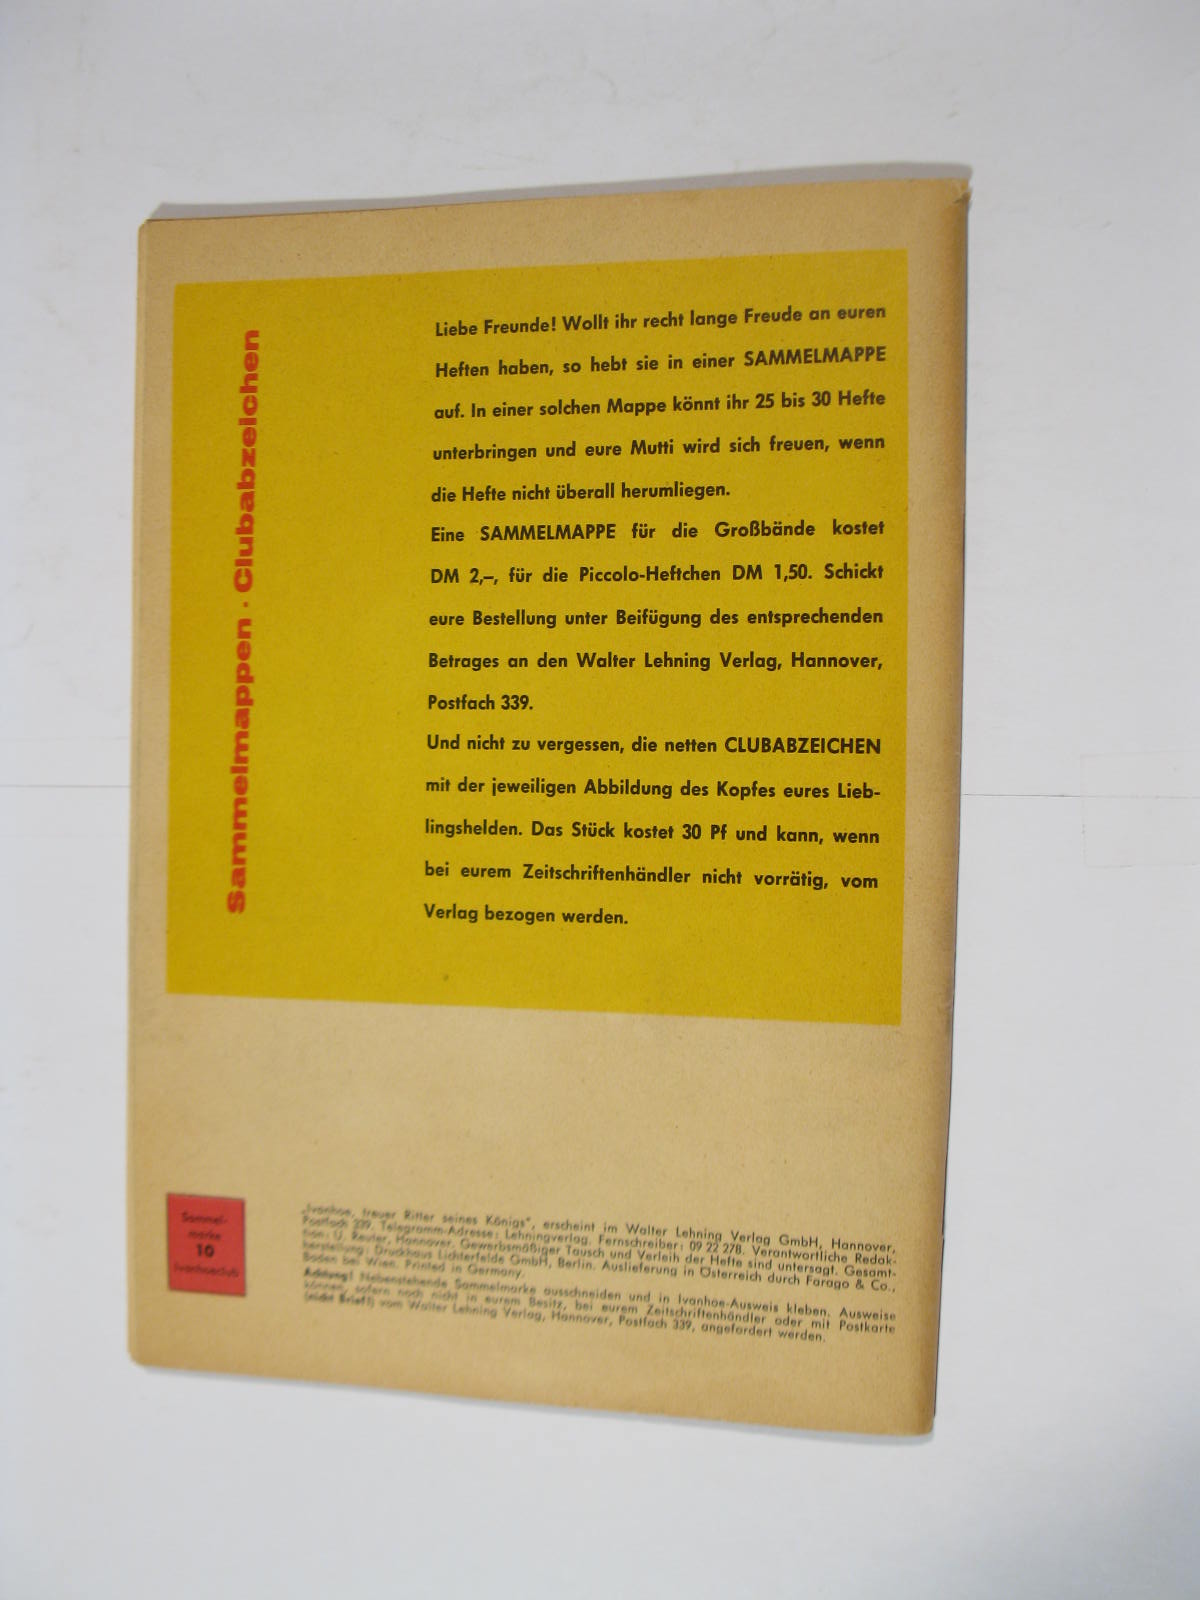 Sammelmappen · Clubabzeichen
Liebe Freunde! Wollt ihr recht lange Freude an euren
Heften haben, so hebt sie in einer SAMMELMAPPE
auf. In einer solchen Mappe könnt ihr 25 bis 30 Hefte
unterbringen und eure Mutti wird sich freuen, wenn
die Hefte nicht überall herumliegen.
Eine SAMMELMAPPE für die Großbände kostet
DM 2,–, für die Piccolo-Heftchen DM 1,50. Schickt
eure Bestellung unter Beifügung des entsprechenden
Betrages an den Walter Lehning Verlag, Hannover,
Postfach 339.
Und nicht zu vergessen, die netten CLUBABZEICHEN
mit der jeweiligen Abbildung des Kopfes eures Lieb-
lingshelden. Das Stück kostet 30 Pf und kann, wenn
bei eurem Zeitschriftenhändler nicht vorrätig, vom
Verlag bezogen werden.
Sammel-
marke
10
Ivanhoeclub
„Ivanhoe, treuer Ritter seines Königs", erscheint im Walter Lehning Verlag GmbH, Hannover,
Postfach 339. Telegramm-Adresse: Lehningverlag. Fernschreiber: 09 22 278. Verantwortliche Redak-
tion: U. Reuter, Hannover. Gewerbsmäßiger Tausch und Verleih der Hefte sind untersagt. Gesamt-
herstellung: Druckhaus Lichterfelde GmbH, Berlin. Auslieferung in Österreich durch Farago & Co.,
Baden bei Wien. Printed in Germany.
Achtung! Nebenstehende Sammelmarke ausschneiden und in Ivanhoe-Ausweis kleben. Ausweise
können, sofern noch nicht in eurem Besitz, bei eurem Zeitschriftenhändler oder mit Postkarte
(nicht Brief!) vom Walter Lehning Verlag, Hannover, Postfach 339, angefordert werden.